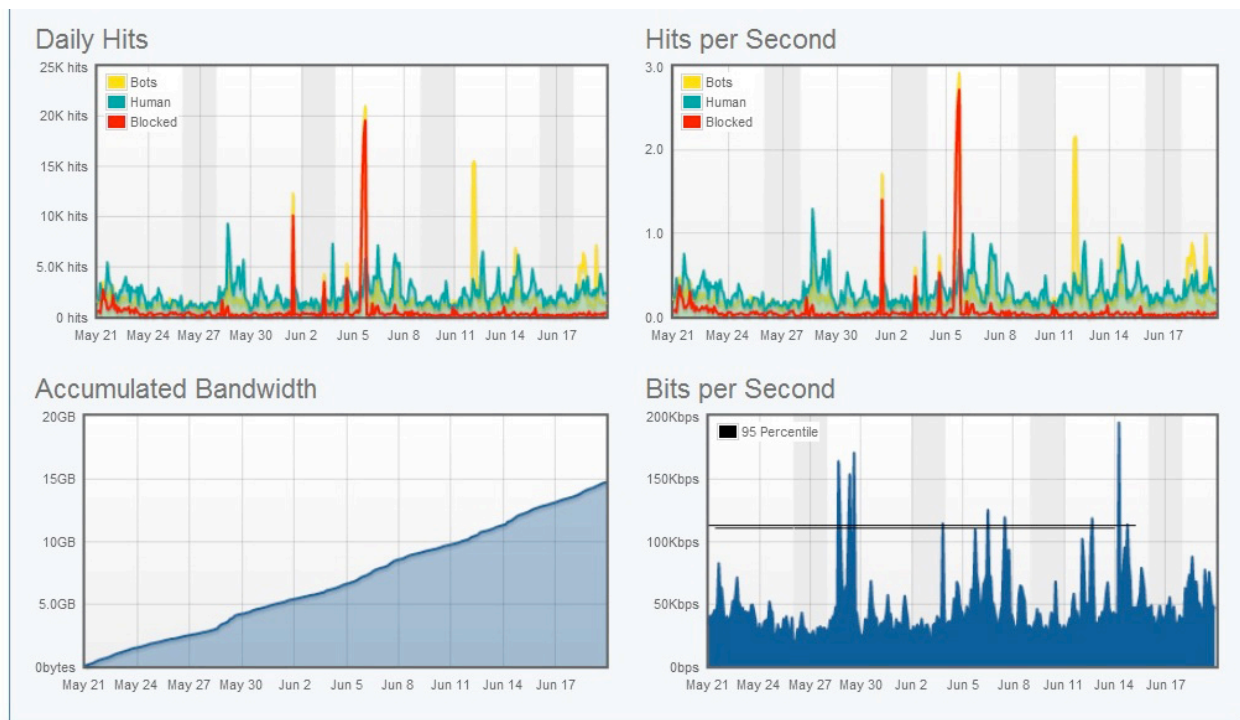 Daily Hits
25K hits
20K hits
15K hits
10K hits
5.0K hits
0 hits
Bots
Human
Blocked
May 21 May 24 May 27 May 30 Jun 2 Jun 5 Jun 8 Jun 11 Jun 14 Jun 17
Hits per Second
3.0
2.0
1.0
0.0
Bots
Human
Blocked
May 21 May 24 May 27 May 30 Jun 2 Jun 5 Jun 8 Jun 11 Jun 14 Jun 17
Accumulated Bandwidth
20GB
15GB
10GB
5.0GB
0bytes
May 21 May 24 May 27 May 30 Jun 2 Jun 5 Jun 8 Jun 11 Jun 14 Jun 17
Bits per Second
200Kbps
150Kbps
100Kbps
50Kbps
0bps
95 Percentile
May 21 May 24 May 27 May 30 Jun 2 Jun 5 Jun 8 Jun 11 Jun 14 Jun 17